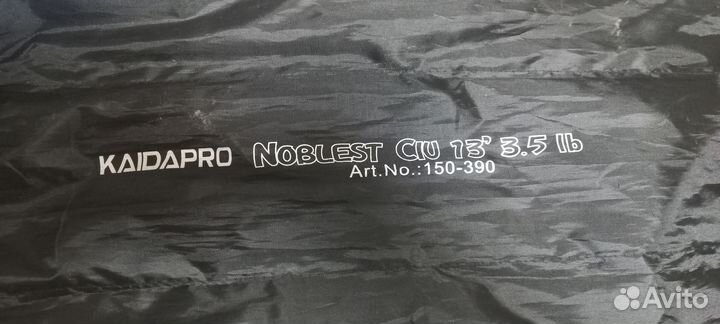 KAIDAPRO NOBLEST CIU 13' 3.5 lb
Art.No.:150-390
Avito